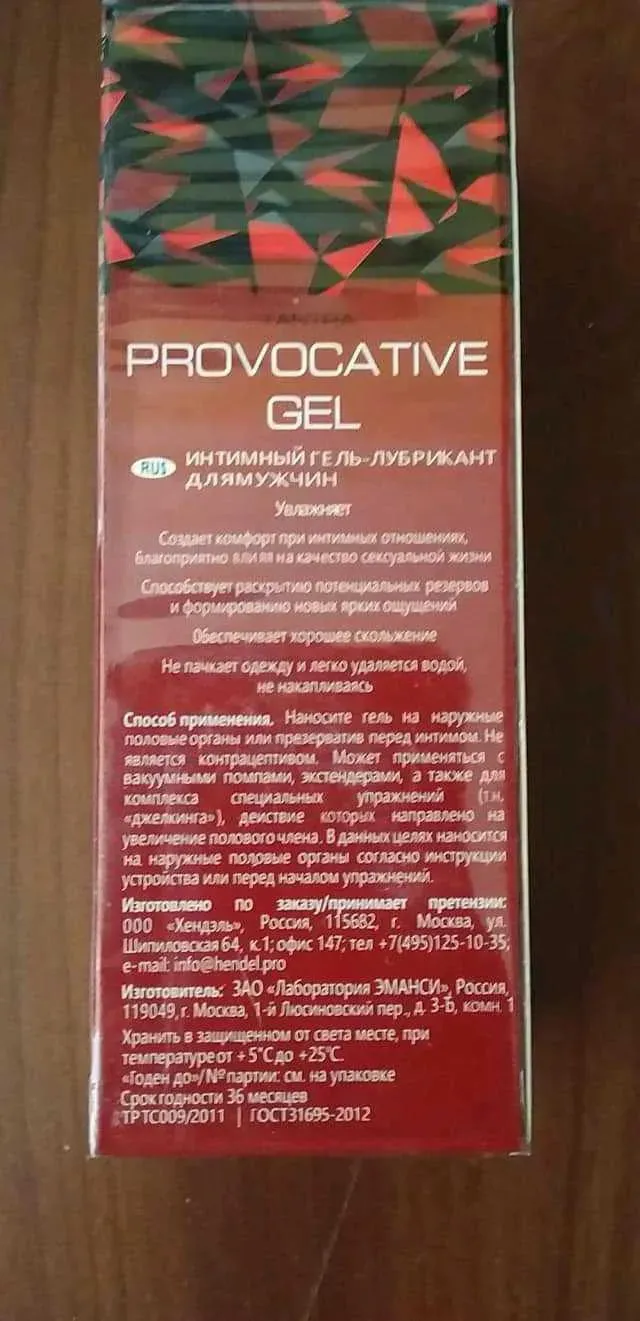 PROVOCATIVE
GEL
RUS
ИНТИМНЫЙ ГЕЛЬ-ЛУБРИКАНТ
ДЛЯ МУЖЧИН
Увлажняет
Создает комфорт при интимных отношениях,
благоприятно влияя на качество сексуальной жизни
Способствует раскрытию потенциальных резервов
и формированию новых ярких ощущений
Обеспечивает хорошее скольжение
Не пачкает одежду и легко удаляется водой,
не накапливаясь
Способ применения. Наносите гель на наружные
половые органы или презерватив перед интимом. Не
является контрацептивом. Может применяться с
вакуумными помпами, экстендерами, а также для
комплекса специальных упражнений (т.н.
«джелкинга»), действие которых направлено на
увеличение полового члена. В данных целях наносится
на наружные половые органы согласно инструкции
устройства или перед началом упражнений.
Изготовлено по заказу/принимает претензии:
ООО «Хендэль», Россия, 115682, г. Москва, ул.
Шипиловская 64, к.1; офис 147; тел +7(495)125-10-35;
e-mail: info@hendel.pro
Изготовитель: ЗАО «Лаборатория ЭМАНСИ», Россия,
119049, г. Москва, 1-й Люсиновский пер., д. 3-Б, комн. 1
Хранить в защищенном от света месте, при
температуре от +5°С до +25°С.
«Годен до»/№ партии: см. на упаковке
Срок годности 36 месяцев
ТР ТС009/2011 | ГОСТ31695-2012